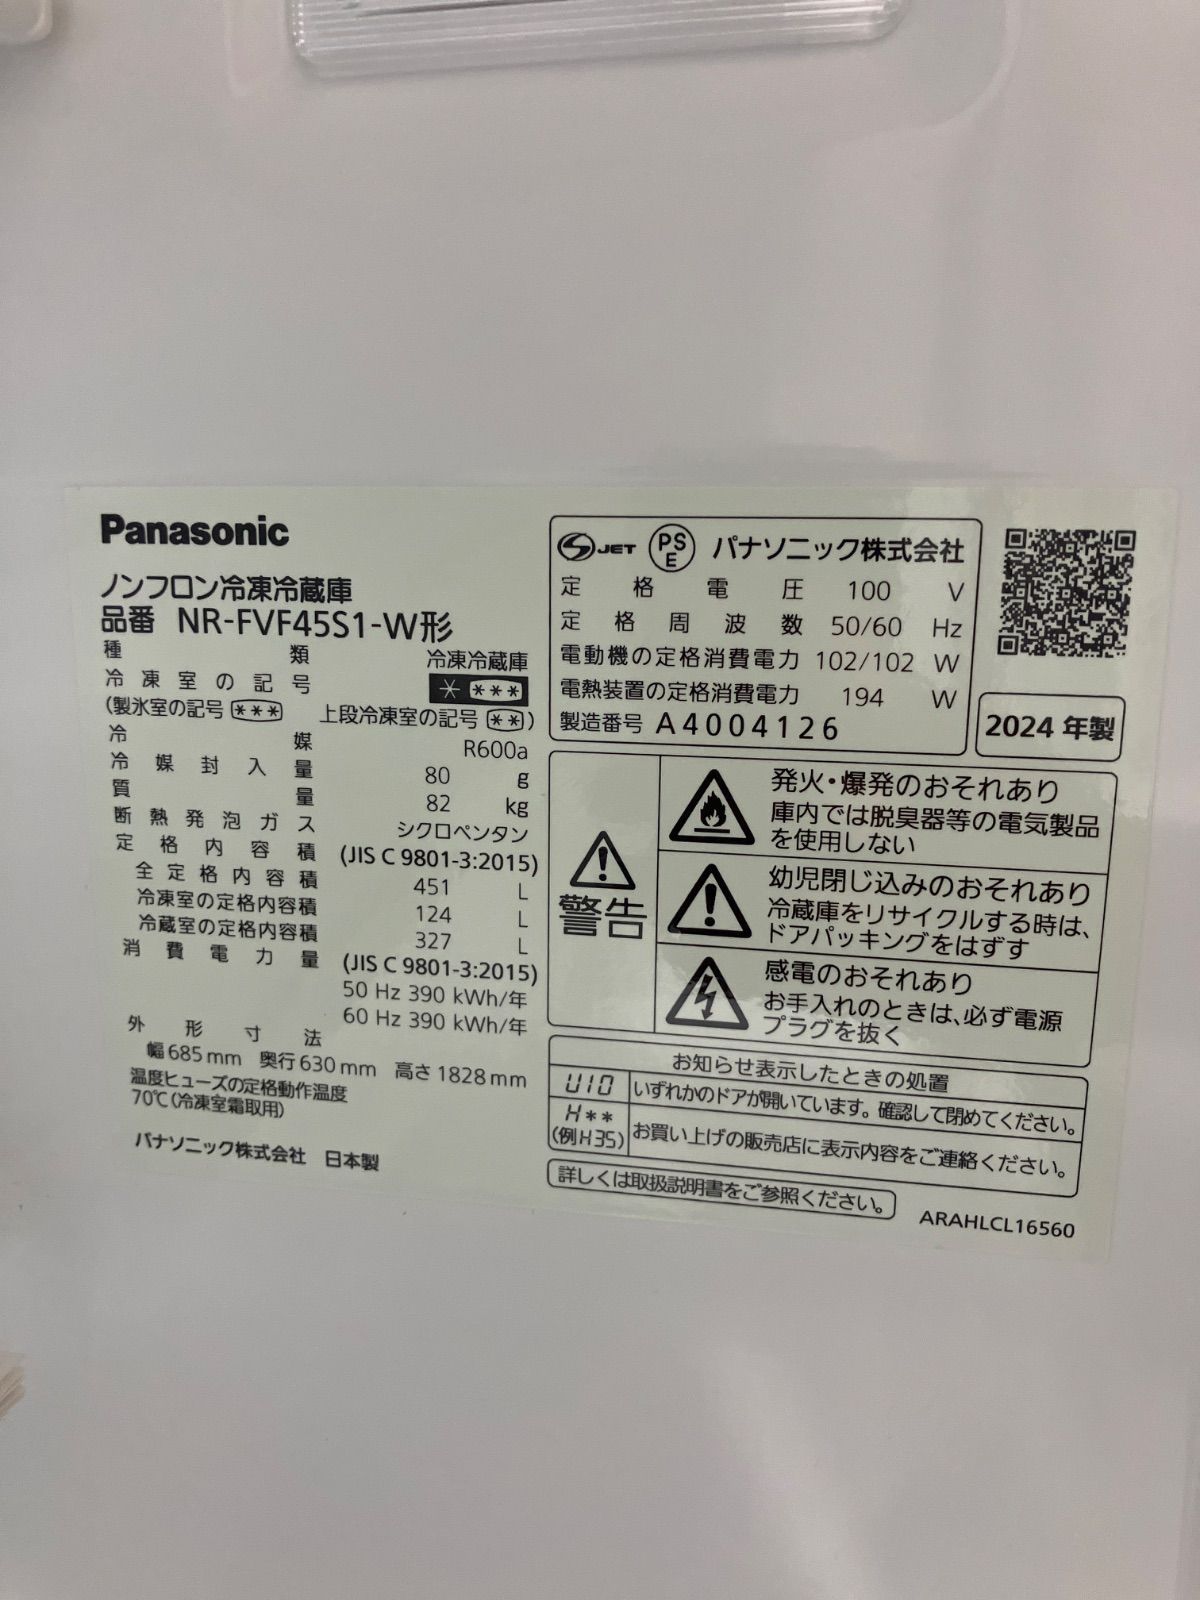 Panasonic
ノンフロン冷凍冷蔵庫
品番 NR-FVF45S1-W形
種類 冷凍冷蔵庫
冷凍室の記号 * ***
(製氷室の記号 *** 上段冷凍室の記号 **)
冷媒 R600a
冷媒封入量 80 g
質量 82 kg
断熱発泡ガス シクロペンタン
定格内容積 (JIS C 9801-3:2015)
全定格内容積 451 L
冷凍室の定格内容積 124 L
冷蔵室の定格内容積 327 L
消費電力量 (JIS C 9801-3:2015)
50 Hz 390 kWh/年
60 Hz 390 kWh/年
外形寸法
幅 685 mm 奥行 630 mm 高さ 1828 mm
温度ヒューズの定格動作温度
70℃(冷凍室霜取用)
パナソニック株式会社 日本製
JET PSE パナソニック株式会社
定格電圧 100 V
定格周波数 50/60 Hz
電動機の定格消費電力 102/102 W
電熱装置の定格消費電力 194 W
製造番号 A4004126
2024 年製
警告
発火・爆発のおそれあり
庫内では脱臭器等の電気製品
を使用しない
幼児閉じ込みのおそれあり
冷蔵庫をリサイクルする時は、
ドアパッキングをはずす
感電のおそれあり
お手入れのときは、必ず電源
プラグを抜く
お知らせ表示したときの処置
U10 いずれかのドアが開いています。確認して閉めてください。
H**
(例H35) お買い上げの販売店に表示内容をご連絡ください。
詳しくは取扱説明書をご参照ください。
ARAHLCL16560